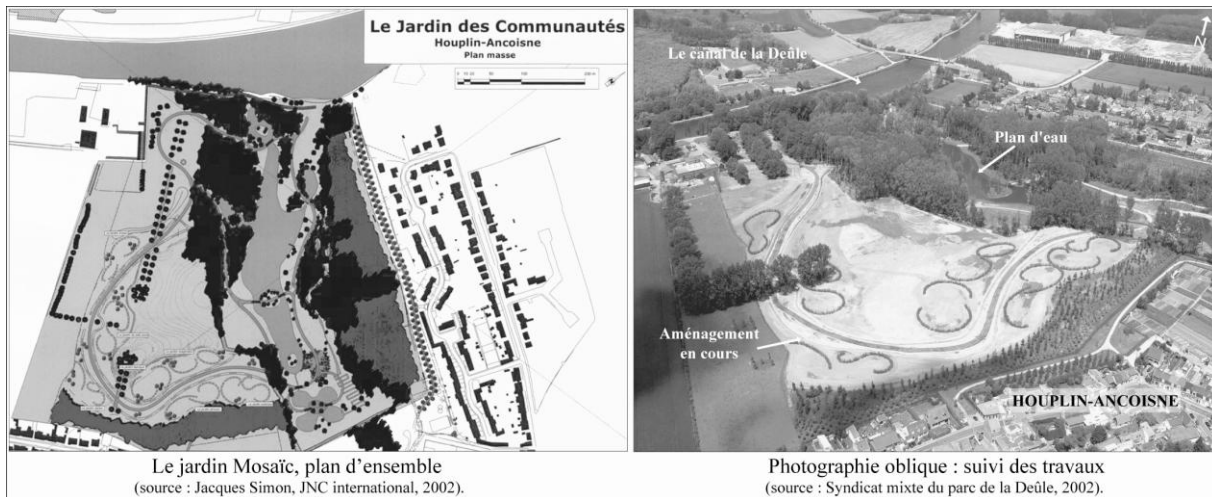 Le Jardin des Communautés
Houplin-Ancoisne
Plan masse
Le canal de la Deûle
N
Plan d'eau
Aménagement
en cours
HOUPLIN-ANCOISNE
Le jardin Mosaïc, plan d'ensemble
(source : Jacques Simon, JNC international, 2002).
Photographie oblique : suivi des travaux
(source : Syndicat mixte du parc de la Deûle, 2002).